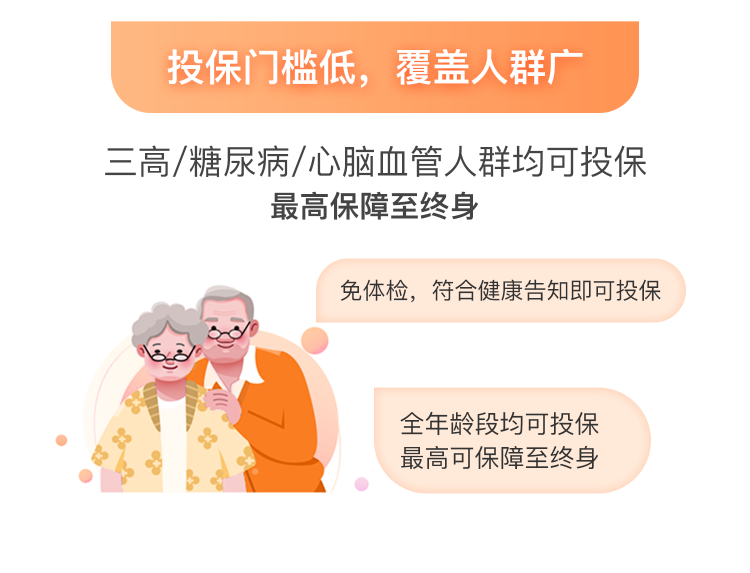 投保门槛低，覆盖人群广
三高/糖尿病/心脑血管人群均可投保
最高保障至终身
免体检，符合健康告知即可投保
全年龄段均可投保
最高可保障至终身